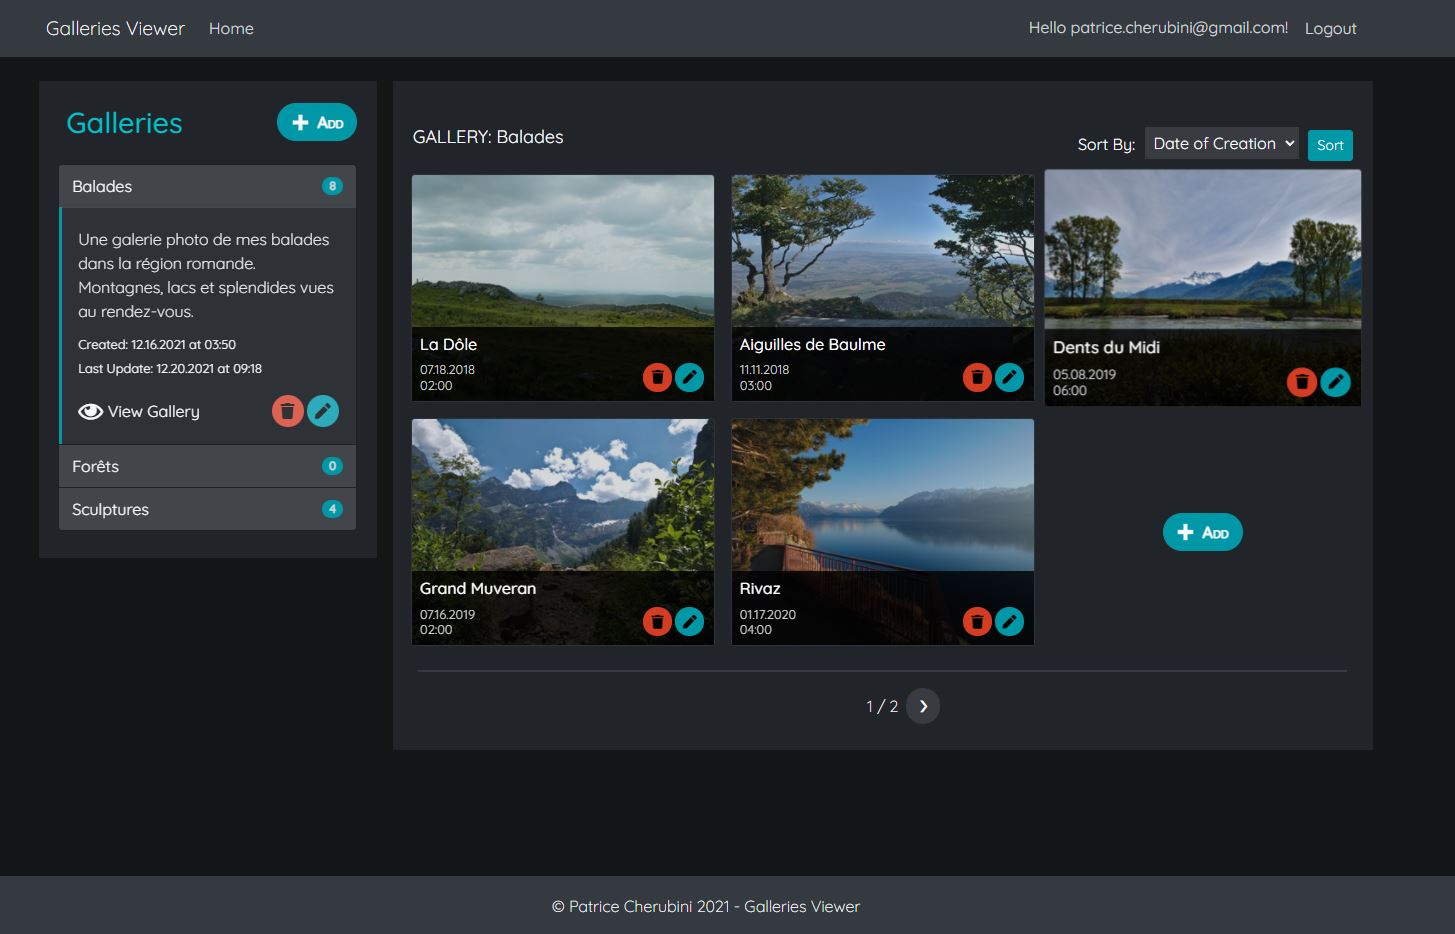 Galleries Viewer Home Hello patrice.cherubini@gmail.com! Logout
Galleries
Add
Balades 8
Une galerie photo de mes balades
dans la région romande.
Montagnes, lacs et splendides vues
au rendez-vous.
Created: 12.16.2021 at 03:50
Last Update: 12.20.2021 at 09:18
View Gallery
Forêts 0
Sculptures 4
GALLERY: Balades
Sort By: Date of Creation Sort
La Dôle
07.18.2018
02:00
Aiguilles de Baulme
11.11.2018
03:00
Dents du Midi
05.08.2019
06:00
Grand Muveran
07.16.2019
02:00
Rivaz
01.17.2020
04:00
Add
1 / 2
© Patrice Cherubini 2021 - Galleries Viewer